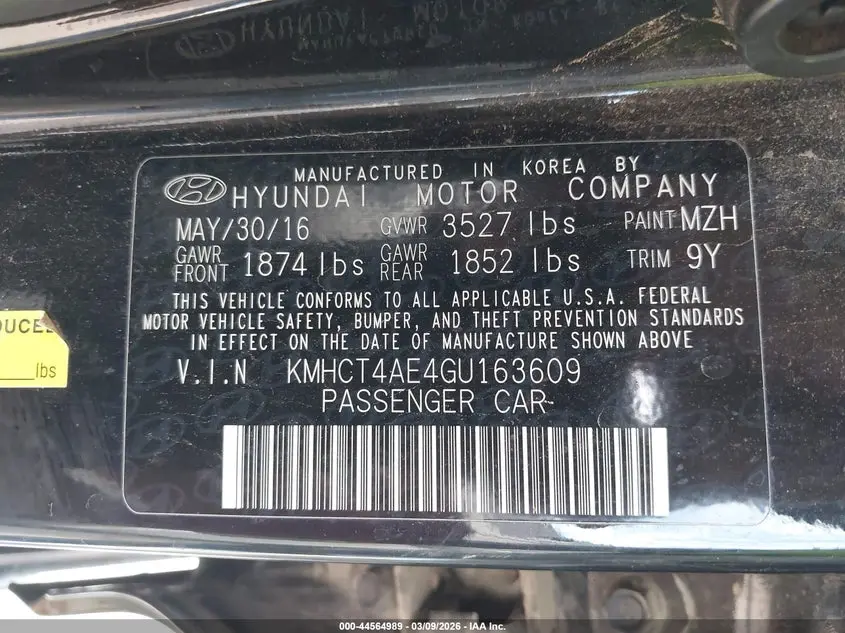 MANUFACTURED IN KOREA BY
HYUNDAI MOTOR COMPANY
MAY/30/16 GVWR 3527 lbs PAINT MZH
GAWR FRONT 1874 lbs GAWR REAR 1852 lbs TRIM 9Y
THIS VEHICLE CONFORMS TO ALL APPLICABLE U.S.A. FEDERAL
MOTOR VEHICLE SAFETY, BUMPER, AND THEFT PREVENTION STANDARDS
IN EFFECT ON THE DATE OF MANUFACTURE SHOWN ABOVE
V.I.N KMHCT4AE4GU163609
PASSENGER CAR
lbs
000-44564989 - 03/09/2026 - IAA Inc.